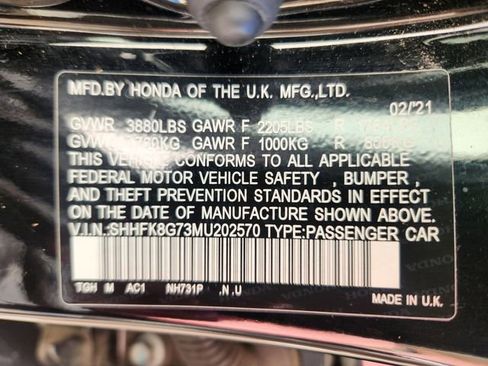 MFD.BY HONDA OF THE U.K. MFG.,LTD.
02/'21
GVWR 3880LBS GAWR F 2205LBS R
GVWR 1760KG GAWR F 1000KG R
THIS VEHICLE CONFORMS TO ALL APPLICABLE
FEDERAL MOTOR VEHICLE SAFETY , BUMPER ,
AND THEFT PREVENTION STANDARDS IN EFFECT
ON THE DATE OF MANUFACTURE SHOWN ABOVE.
V.I.N.:SHHFK8G73MU202570 TYPE:PASSENGER CAR
TGH M AC1 NH731P .N.U
MADE IN U.K.